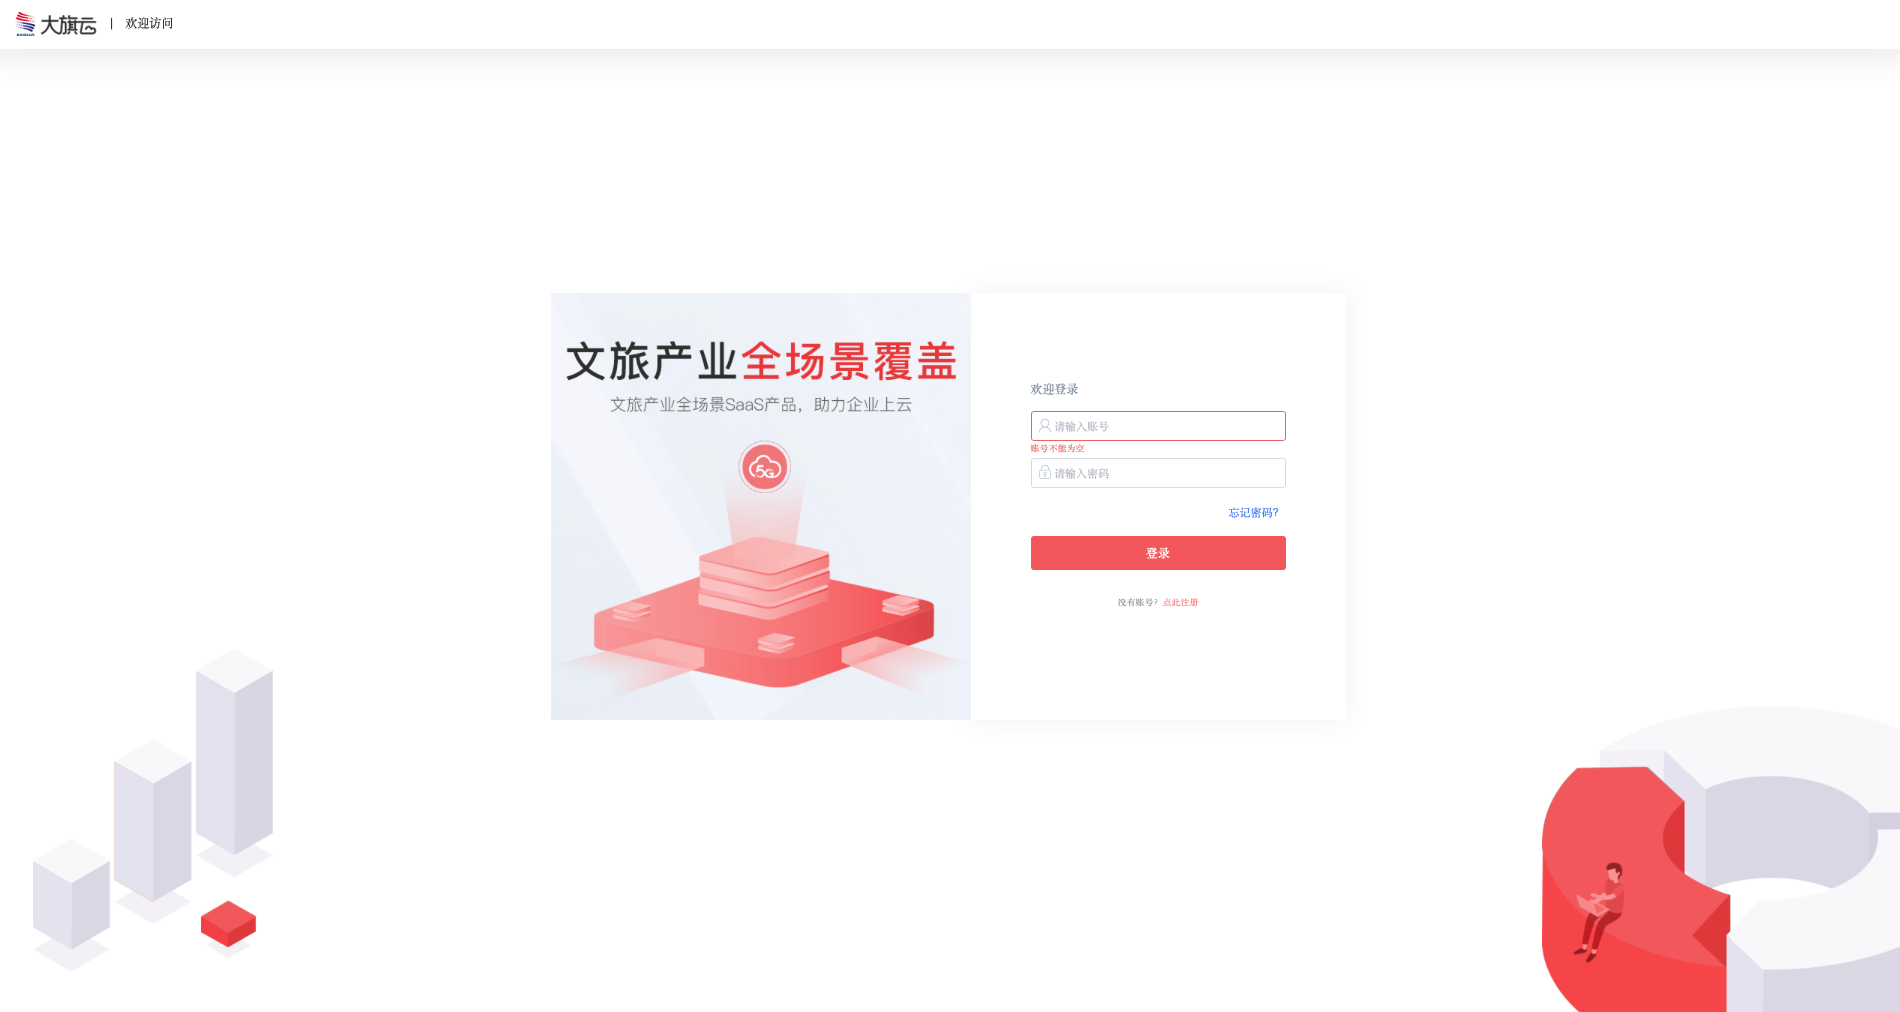 大旗云 | 欢迎访问
文旅产业全场景覆盖
文旅产业全场景SaaS产品，助力企业上云
5G
欢迎登录
请输入账号
账号不能为空
请输入密码
忘记密码?
登录
没有账号? 点此注册